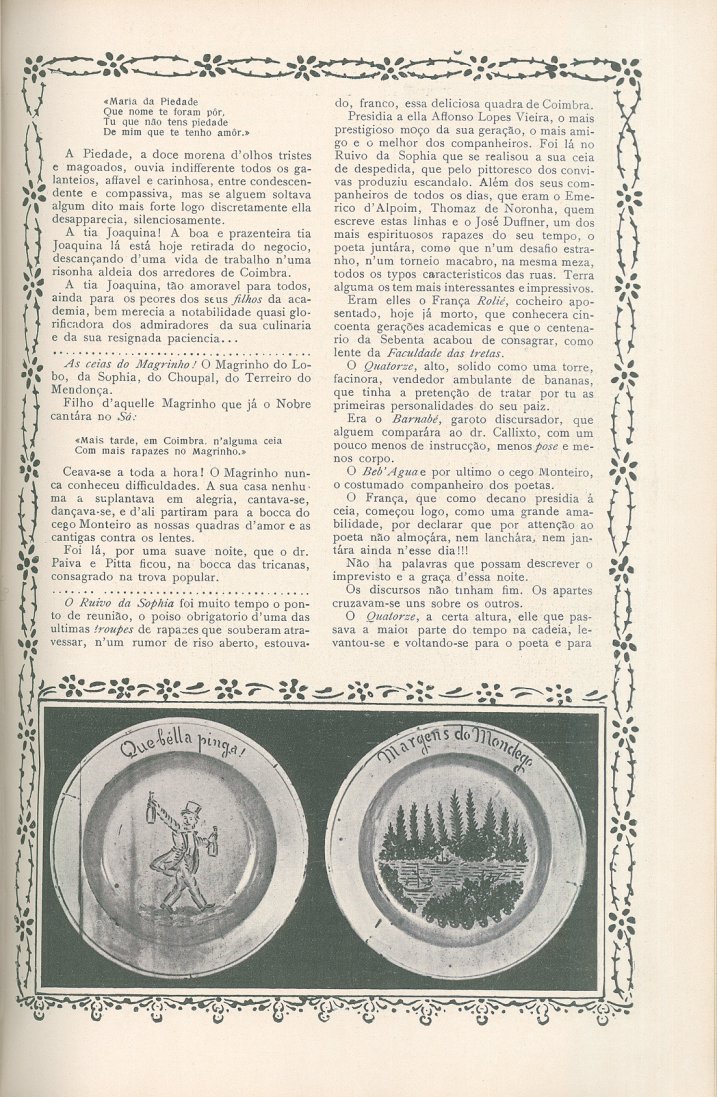 «Maria da Piedade
Que nome te foram pôr,
Tu que não tens piedade
De mim que te tenho amôr.»
A Piedade, a doce morena d'olhos tristes
e magoados, ouvia indifferente todos os ga-
lanteios, affavel e carinhosa, entre condescen-
dente e compassiva, mas se alguem soltava
algum dito mais forte logo discretamente ella
desapparecia, silenciosamente.
A tia Joaquina! A boa e prazenteira tia
Joaquina lá está hoje retirada do negocio,
descançando d'uma vida de trabalho n'uma
risonha aldeia dos arredores de Coimbra.
A tia Joaquina, tão amoravel para todos,
ainda para os peores dos seus filhos da aca-
demia, bem merecia a notabilidade quasi glo-
rificadora dos admiradores da sua culinaria
e da sua resignada paciencia...
As ceias do Magrinho! O Magrinho do Lo-
bo, da Sophia, do Choupal, do Terreiro do
Mendonça.
Filho d'aquelle Magrinho que já o Nobre
cantára no Só:
«Mais tarde, em Coimbra, n'alguma ceia
Com mais rapazes no Magrinho.»
Ceava-se a toda a hora! O Magrinho nun-
ca conheceu difficuldades. A sua casa nenhu-
ma a suplantava em alegria, cantava-se,
dançava-se, e d'ali partiram para a bocca do
cego Monteiro as nossas quadras d'amor e as
cantigas contra os lentes.
Foi lá, por uma suave noite, que o dr.
Paiva e Pitta ficou, na bocca das tricanas,
consagrado na trova popular.
O Ruivo da Sophia foi muito tempo o pon-
to de reunião, o poiso obrigatorio d'uma das
ultimas troupes de rapazes que souberam atra-
vessar, n'um rumor de riso aberto, estouva-
do, franco, essa deliciosa quadra de Coimbra.
Presidia a ella Affonso Lopes Vieira, o mais
prestigioso moço da sua geração, o mais ami-
go e o melhor dos companheiros. Foi lá no
Ruivo da Sophia que se realisou a sua ceia
de despedida, que pelo pittoresco dos convi-
vas produziu escandalo. Além dos seus com-
panheiros de todos os dias, que eram o Eme-
rico d'Alpoim, Thomaz de Noronha, quem
escreve estas linhas e o José Duffner, um dos
mais espirituosos rapazes do seu tempo, o
poeta juntára, como que n'um desafio estra-
nho, n'um torneio macabro, na mesma meza,
todos os typos caracteristicos das ruas. Terra
alguma os tem mais interessantes e impressivos.
Eram elles o França Rolié, cocheiro apo-
sentado, hoje já morto, que conhecera cin-
coenta gerações academicas e que o centena-
rio da Sebenta acabou de consagrar, como
lente da Faculdade das tretas.
O Quatorze, alto, solido como uma torre,
facinora, vendedor ambulante de bananas,
que tinha a pretenção de tratar por tu as
primeiras personalidades do seu paiz.
Era o Barnabé, garoto discursador, que
alguem comparára ao dr. Callixto, com um
pouco menos de instrucção, menos pose e me-
nos corpo.
O Beb'Agua e por ultimo o cego Monteiro,
o costumado companheiro dos poetas.
O França, que como decano presidia á
ceia, começou logo, como uma grande ama-
bilidade, por declarar que por attenção ao
poeta não almoçára, nem lanchára, nem jan-
tára ainda n'esse dia!!!
Não ha palavras que possam descrever o
imprevisto e a graça d'essa noite.
Os discursos não tinham fim. Os apartes
cruzavam-se uns sobre os outros.
O Quatorze, a certa altura, elle que pas-
sava a maior parte do tempo na cadeia, le-
vantou-se e voltando-se para o poeta e para
Que bélla pinga!
Margens do Mondego